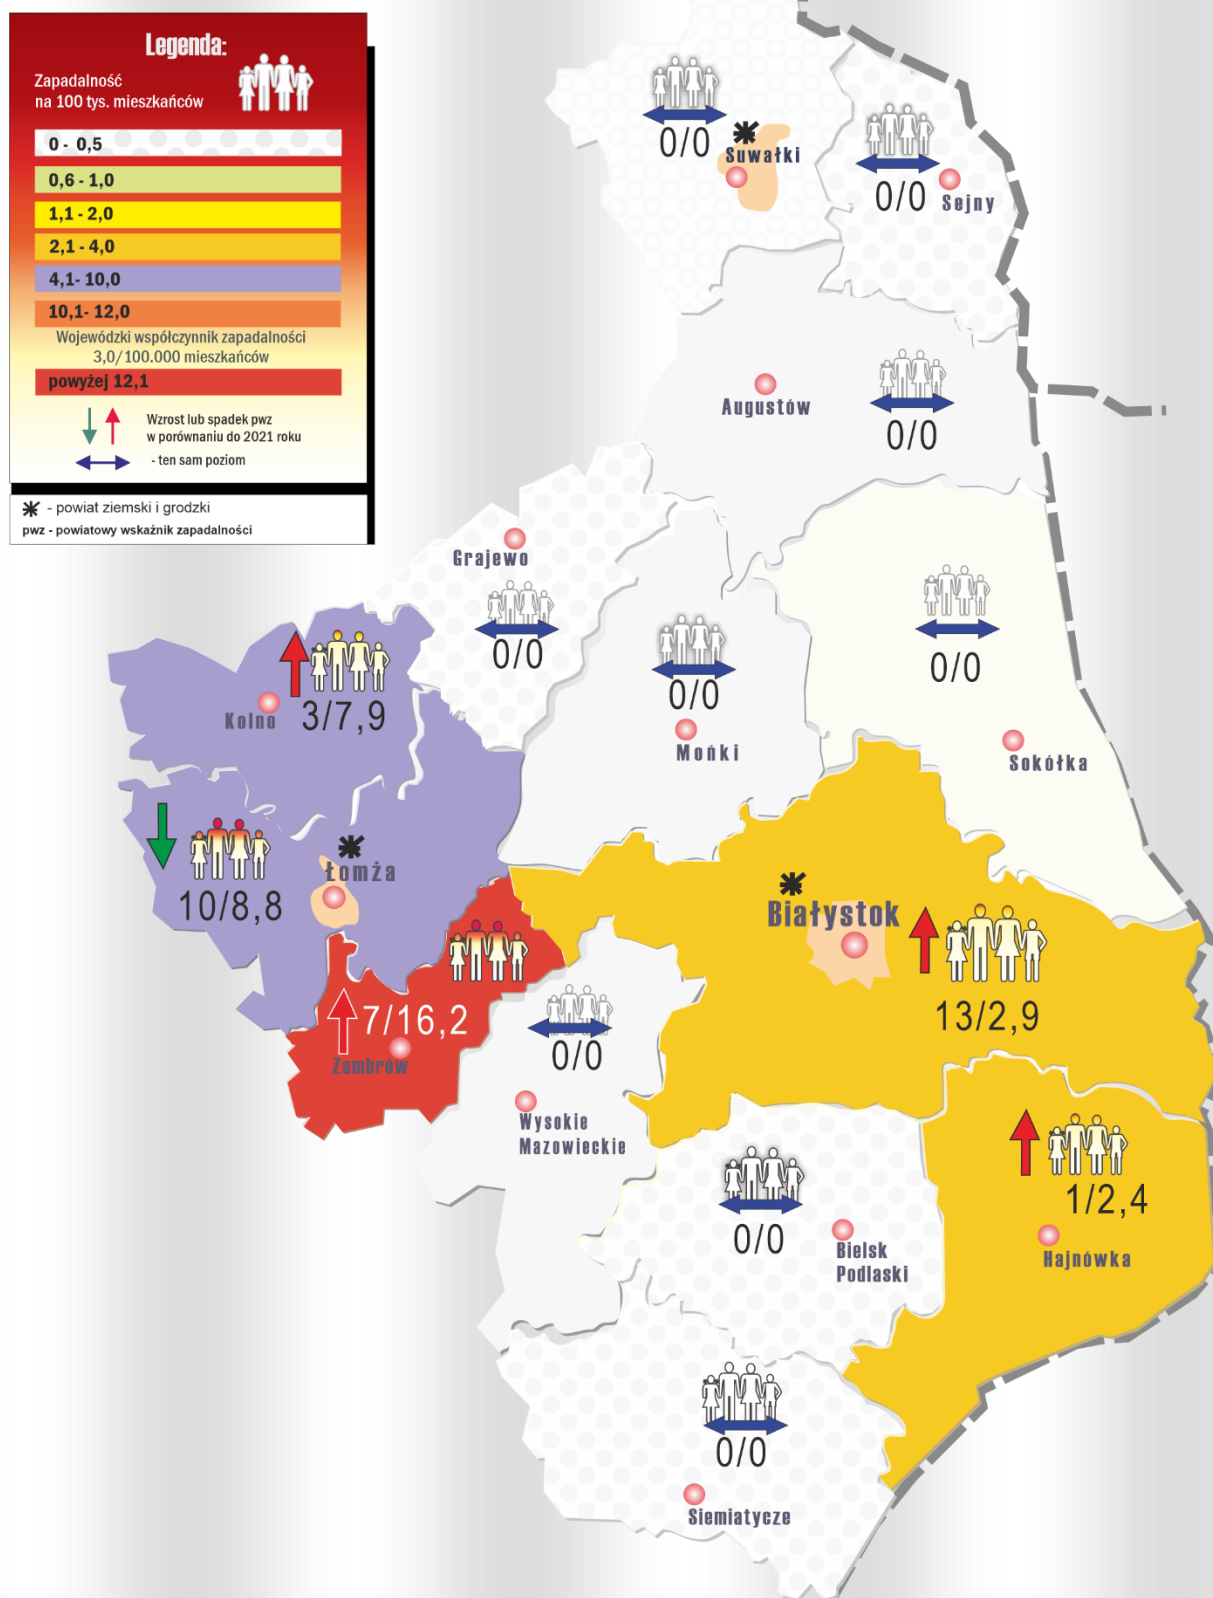 Legenda:
Zapadalność
na 100 tys. mieszkańców
0 - 0,5
0,6 - 1,0
1,1 - 2,0
2,1 - 4,0
4,1- 10,0
10,1- 12,0
Wojewódzki współczynnik zapadalności
3,0/100.000 mieszkańców
powyżej 12,1
Wzrost lub spadek pwz
w porównaniu do 2021 roku
- ten sam poziom
- powiat ziemski i grodzki
pwz - powiatowy wskaźnik zapadalności
0/0
Suwałki
0/0
Sejny
Augustów
0/0
Grajewo
0/0
0/0
Mońki
0/0
Sokółka
3/7,9
Kolno
10/8,8
Łomża
7/16,2
Zambrów
Białystok
13/2,9
0/0
Wysokie
Mazowieckie
1/2,4
Hajnówka
0/0
Bielsk
Podlaski
0/0
Siemiatycze